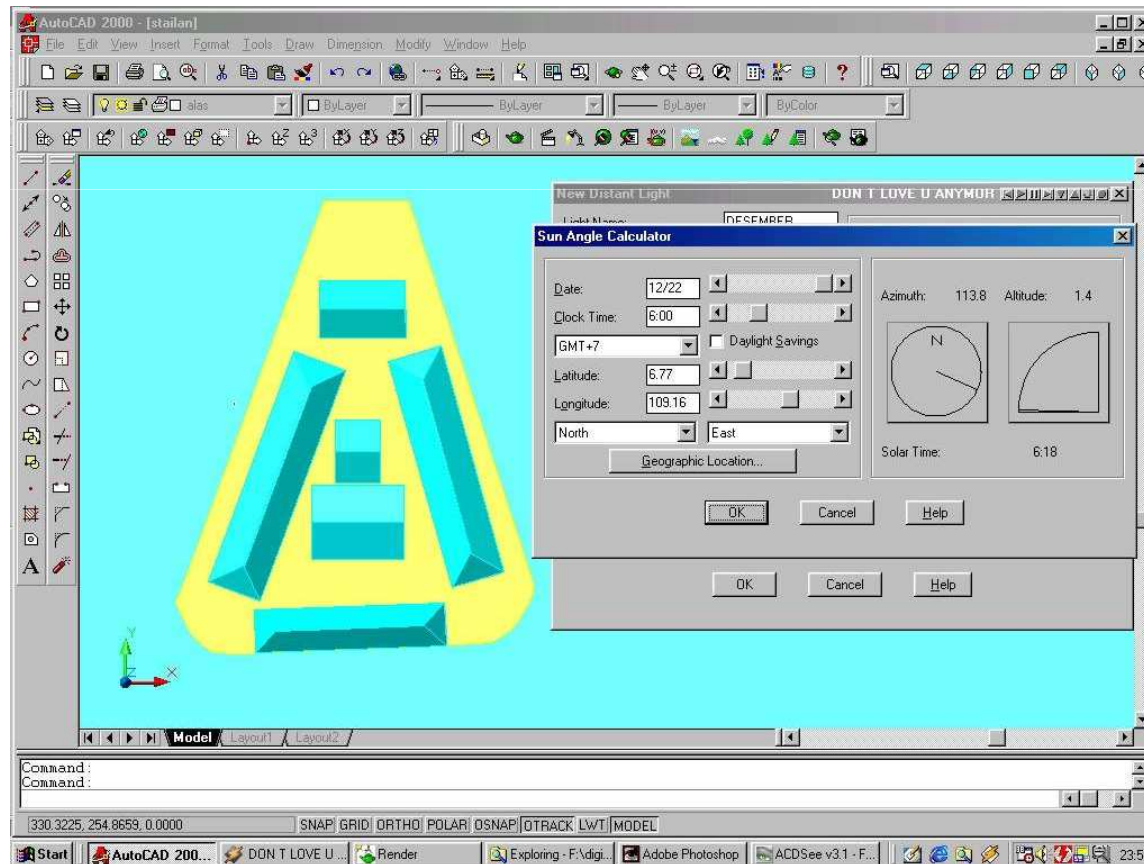 AutoCAD 2000 - [stailan]
File Edit View Insert Format Tools Draw Dimension Modify Window Help
alas ByLayer ByLayer ByLayer ByColor
New Distant Light DON T LOVE U ANYMOR
Light Name: DESEMBER
Sun Angle Calculator
Date: 12/22
Azimuth: 113.8 Altitude: 1.4
Clock Time: 6:00
N
GMT+7 Daylight Savings
Latitude: 6.77
Longitude: 109.16
North East
Solar Time: 6:18
Geographic Location...
OK Cancel Help
OK Cancel Help
Y
Z X
Model Layout1 Layout2
Command:
Command:
330.3225, 254.8659, 0.0000 SNAP GRID ORTHO POLAR OSNAP OTRACK LWT MODEL
Start AutoCAD 200... DON T LOVE U ... Render Exploring - F:\digi... Adobe Photoshop ACDSee v3.1 - F...